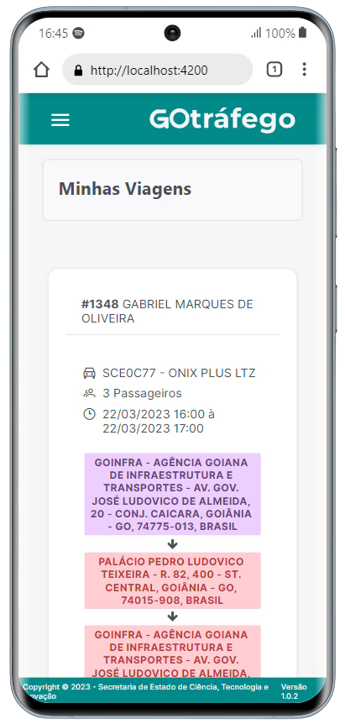 16:45
100%
http://localhost:4200
1
GOtráfego
Minhas Viagens
#1348 GABRIEL MARQUES DE
OLIVEIRA
SCE0C77 - ONIX PLUS LTZ
3 Passageiros
22/03/2023 16:00 à
22/03/2023 17:00
GOINFRA - AGÊNCIA GOIANA
DE INFRAESTRUTURA E
TRANSPORTES - AV. GOV.
JOSÉ LUDOVICO DE ALMEIDA,
20 - CONJ. CAICARA, GOIÂNIA
- GO, 74775-013, BRASIL
PALÁCIO PEDRO LUDOVICO
TEIXEIRA - R. 82, 400 - ST.
CENTRAL, GOIÂNIA - GO,
74015-908, BRASIL
GOINFRA - AGÊNCIA GOIANA
DE INFRAESTRUTURA E
TRANSPORTES - AV. GOV.
JOSÉ LUDOVICO DE ALMEIDA,
Copyright © 2023 - Secretaria de Estado de Ciência, Tecnologia e
ovação
Versão
1.0.2